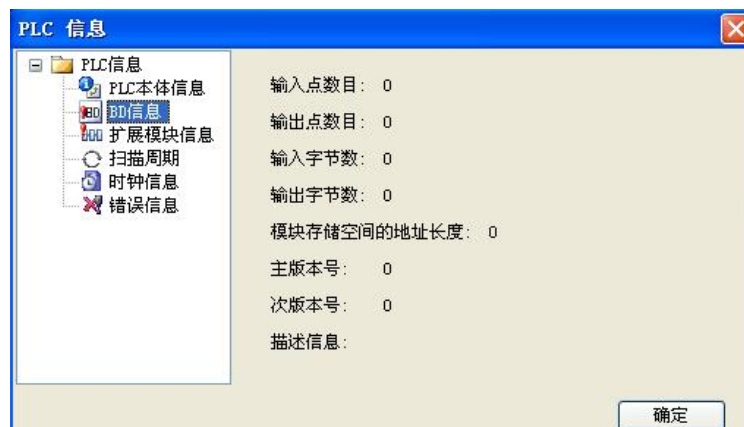 PLC 信息
PLC信息
PLC本体信息
BD信息
扩展模块信息
扫描周期
时钟信息
错误信息
输入点数目: 0
输出点数目: 0
输入字节数: 0
输出字节数: 0
模块存储空间的地址长度: 0
主版本号: 0
次版本号: 0
描述信息:
确定